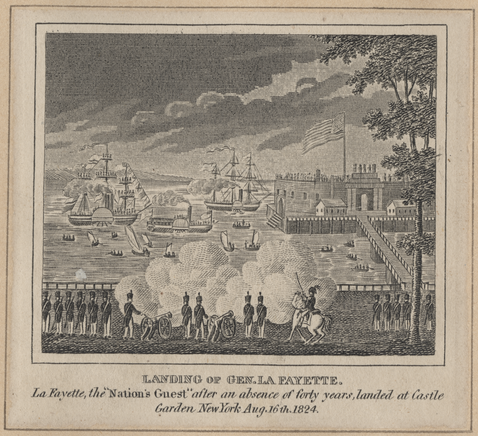 LANDING OF GEN. LA FAYETTE.
La Fayette, the "Nation's Guest" after an absence of forty years, landed at Castle
Garden New York Aug. 16th. 1824.